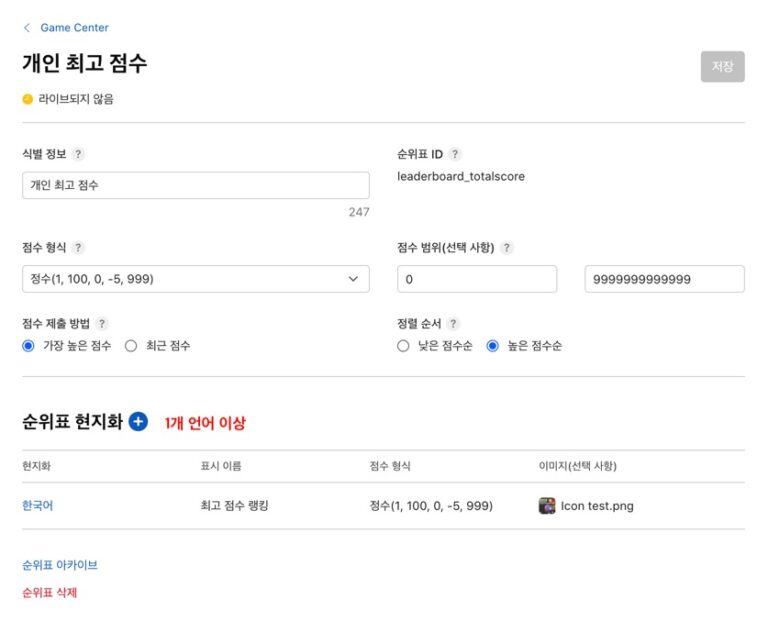 Game Center
개인 최고 점수
저장
라이브되지 않음
식별 정보 ?
순위표 ID ?
개인 최고 점수
leaderboard_totalscore
247
점수 형식 ?
점수 범위(선택 사항) ?
정수(1, 100, 0, -5, 999)
0
9999999999999
점수 제출 방법 ?
정렬 순서 ?
가장 높은 점수 최근 점수
낮은 점수순 높은 점수순
순위표 현지화 + 1개 언어 이상
현지화 표시 이름 점수 형식 이미지(선택 사항)
한국어 최고 점수 랭킹 정수(1, 100, 0, -5, 999) Icon test.png
순위표 아카이브
순위표 삭제